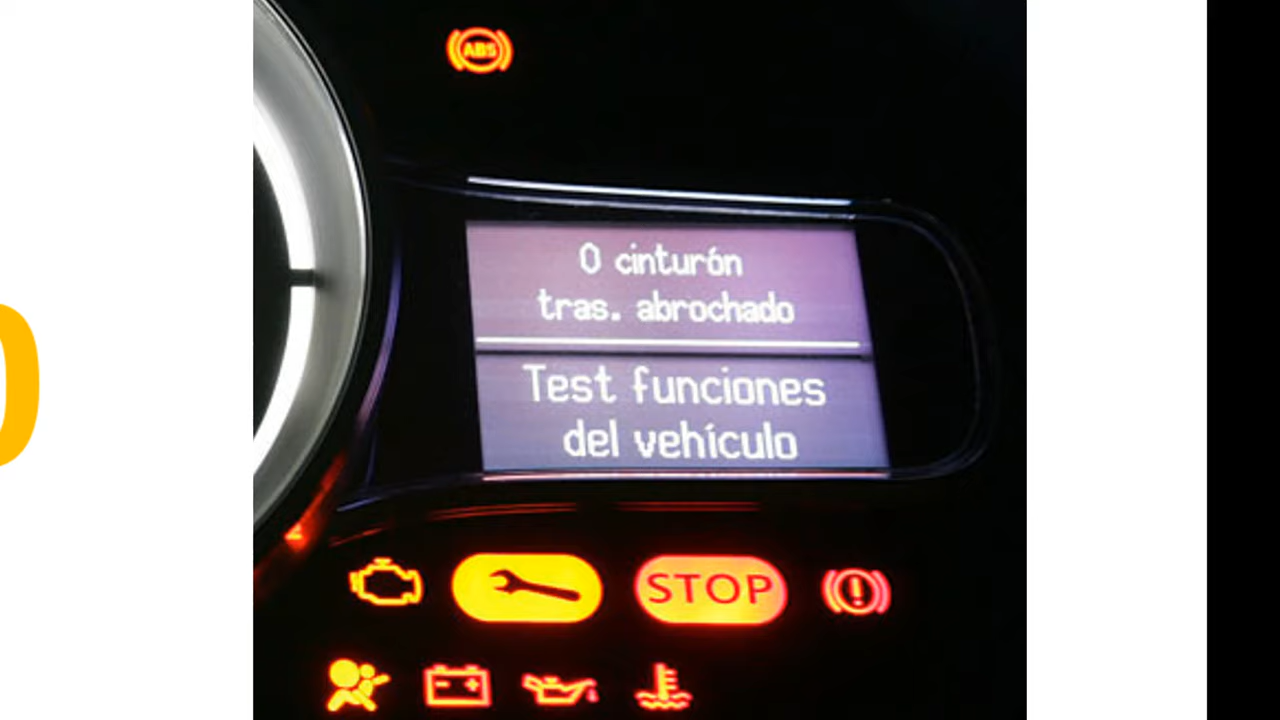 ABS
0 cinturón
tras. abrochado
Test funciones
del vehículo
STOP